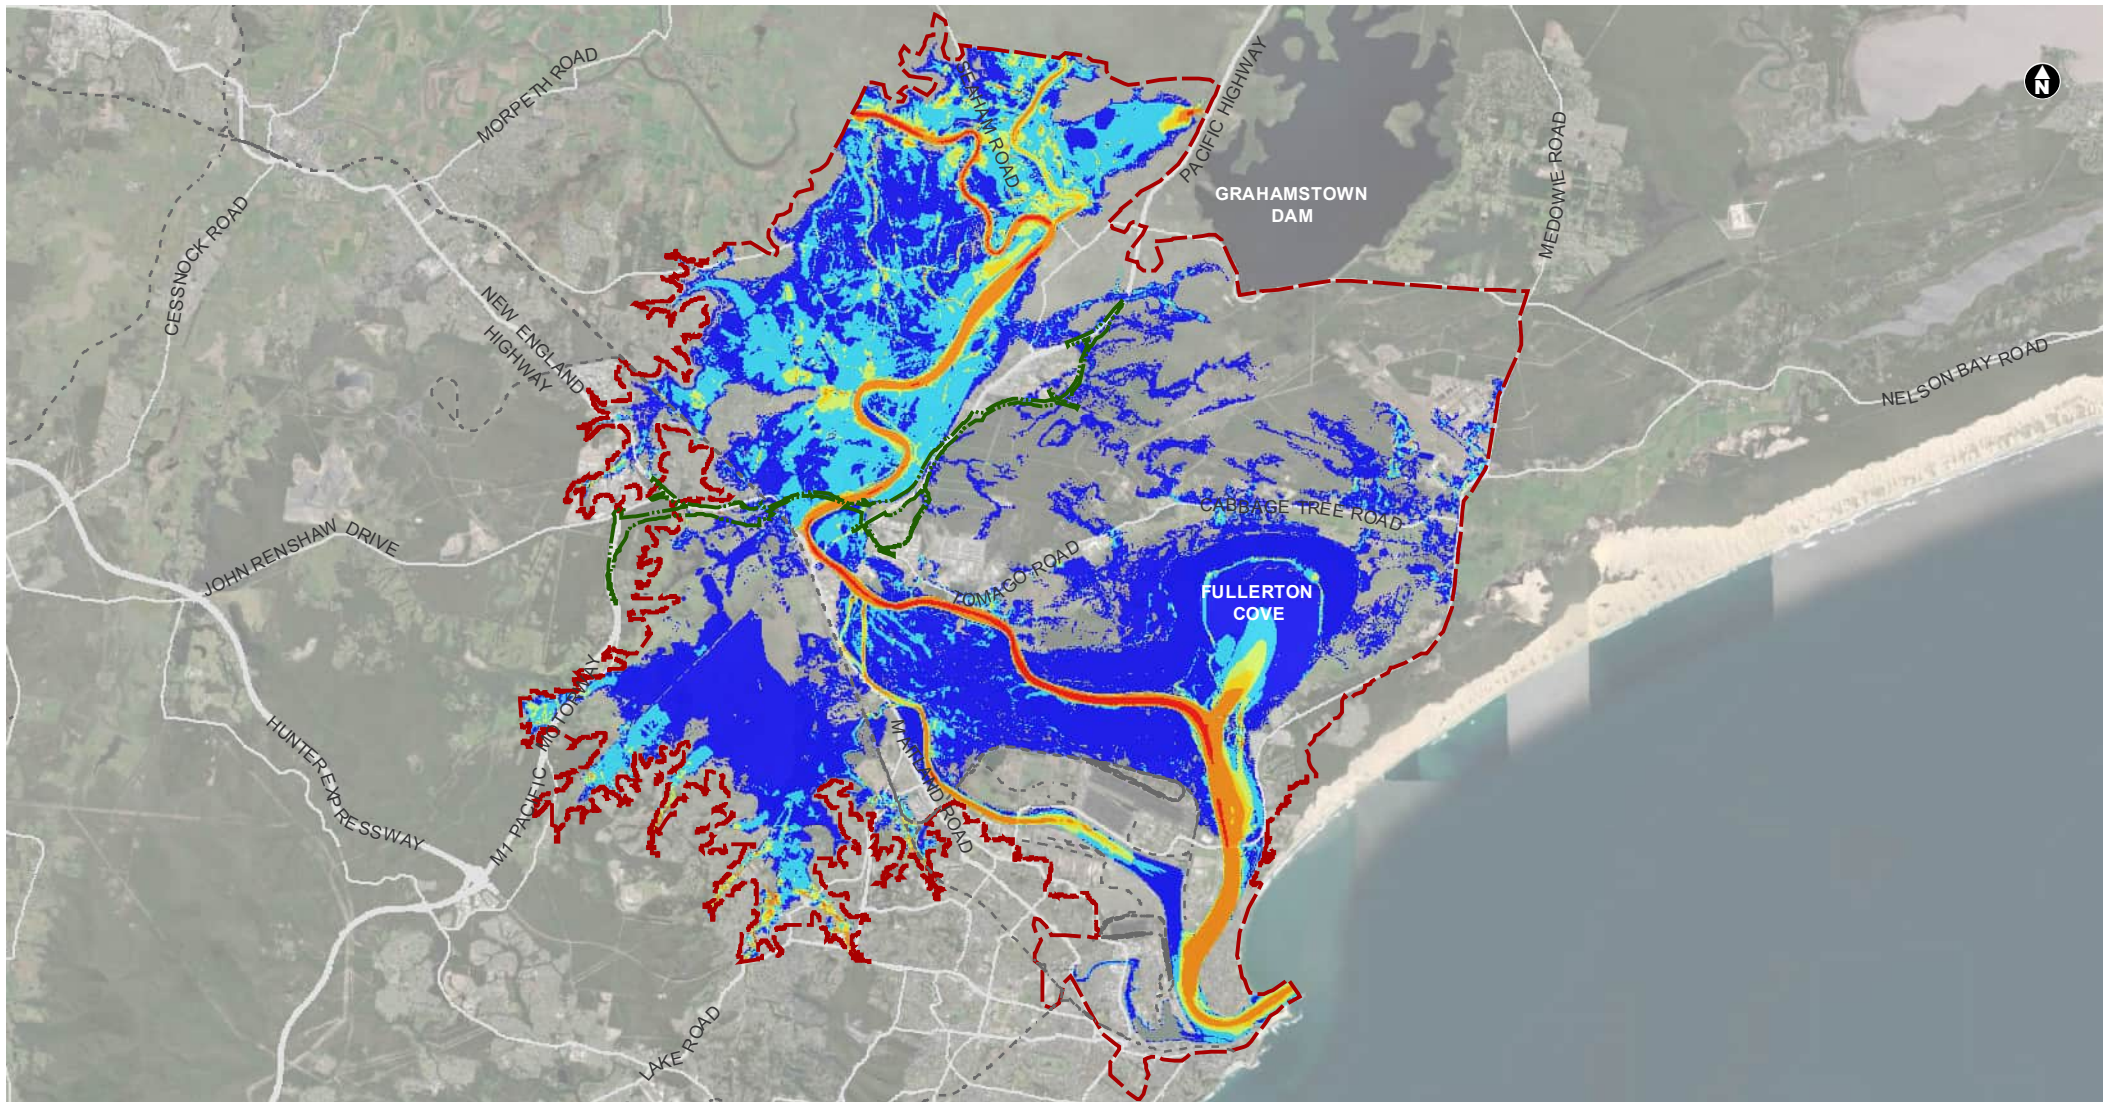 MORPETH ROAD
PACIFIC HIGHWAY
N
GRAHAMSTOWN
DAM
MEDOWIE ROAD
CESSNOCK ROAD
NEW ENGLAND
HIGHWAY
NELSON BAY ROAD
CABBAGE TREE ROAD
JOHN RENSHAW DRIVE
TOMAGO ROAD
FULLERTON
COVE
M1 PACIFIC MOTORWAY
HUNTER EXPRESSWAY
MAITLAND ROAD
LAKE ROAD